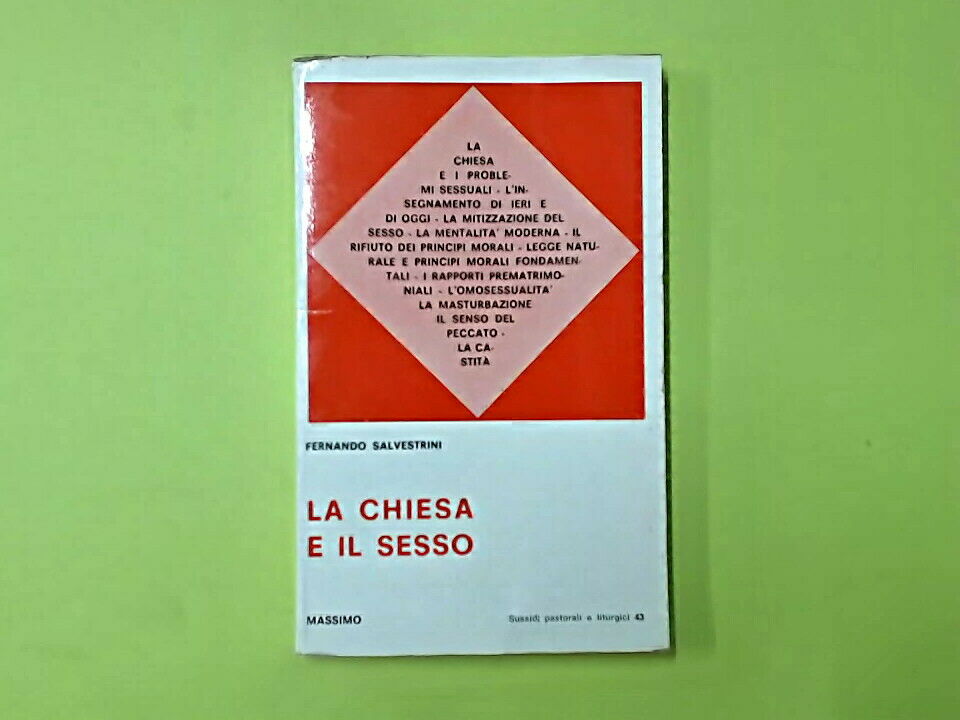 LA
CHIESA
E I PROBLE-
MI SESSUALI - L'IN-
SEGNAMENTO DI IERI E
DI OGGI - LA MITIZZAZIONE DEL
SESSO - LA MENTALITA' MODERNA - IL
RIFIUTO DEI PRINCIPI MORALI - LEGGE NATU-
RALE E PRINCIPI MORALI FONDAMEN-
TALI - I RAPPORTI PREMATRIMO-
NIALI - L'OMOSESSUALITA'
LA MASTURBAZIONE
IL SENSO DEL
PECCATO -
LA CA-
STITÀ
FERNANDO SALVESTRINI
LA CHIESA
E IL SESSO
MASSIMO
Sussidi pastorali e liturgici 43